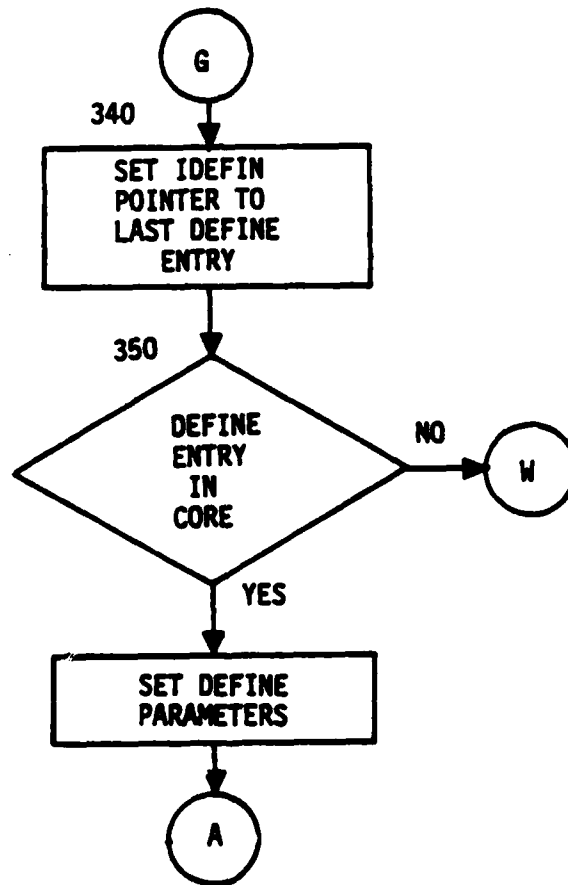 G
340
SET IDEFIN
POINTER TO
LAST DEFINE
ENTRY
350
DEFINE
ENTRY
IN
CORE
NO
W
YES
SET DEFINE
PARAMETERS
A